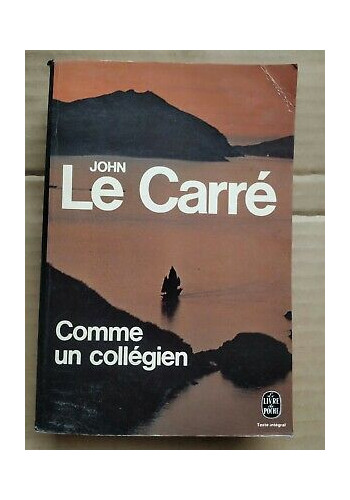 JOHN
Le Carré
Comme
un collégien
Le
LIVRE
de
POCHE
Texte intégral